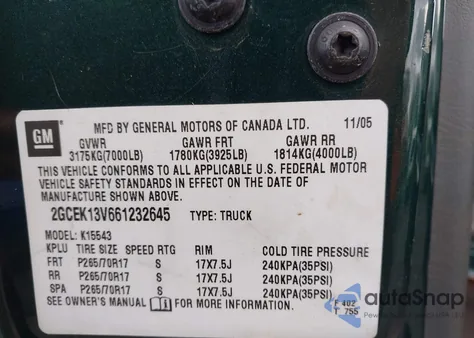 GM
MFD BY GENERAL MOTORS OF CANADA LTD. 11/05
GVWR GAWR FRT GAWR RR
3175KG(7000LB) 1780KG(3925LB) 1814KG(4000LB)
THIS VEHICLE CONFORMS TO ALL APPLICABLE U.S. FEDERAL MOTOR
VEHICLE SAFETY STANDARDS IN EFFECT ON THE DATE OF
MANUFACTURE SHOWN ABOVE.
2GCEK13V661232645 TYPE: TRUCK
MODEL: K15543
KPLU TIRE SIZE SPEED RTG RIM COLD TIRE PRESSURE
FRT P265/70R17 S 17X7.5J 240KPA(35PSI)
RR P265/70R17 S 17X7.5J 240KPA(35PSI)
SPA P265/70R17 S 17X7.5J 240KPA(35PSI)
SEE OWNER'S MANUAL FOR MORE INFORMATION.
F 402
T 755
autoSnap